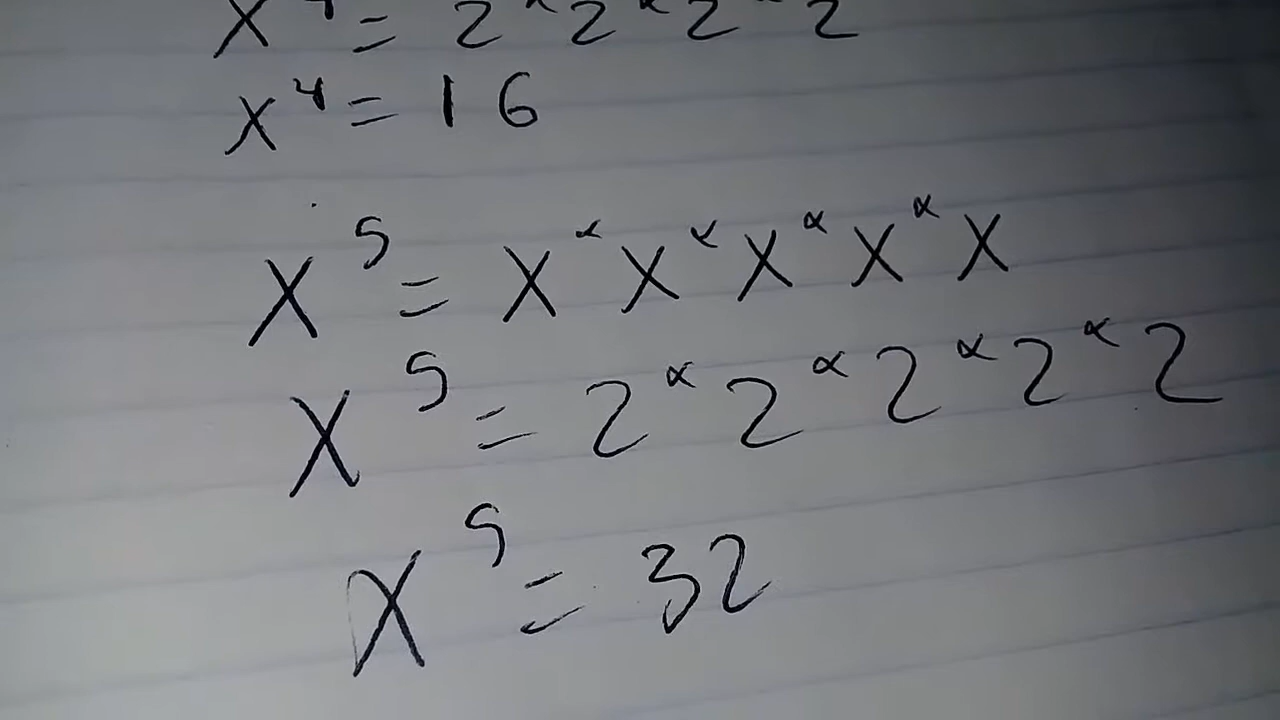 X⁴ = 2 x 2 x 2 x 2
X⁴ = 16
X⁵ = X x X x X x X x X
X⁵ = 2 x 2 x 2 x 2 x 2
X⁵ = 32